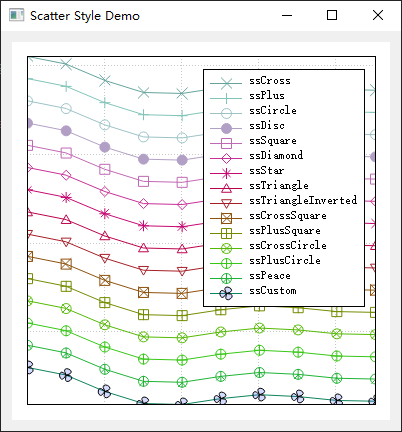 Scatter Style Demo
ssCross
ssPlus
ssCircle
ssDisc
ssSquare
ssDiamond
ssStar
ssTriangle
ssTriangleInverted
ssCrossSquare
ssPlusSquare
ssCrossCircle
ssPlusCircle
ssPeace
ssCustom